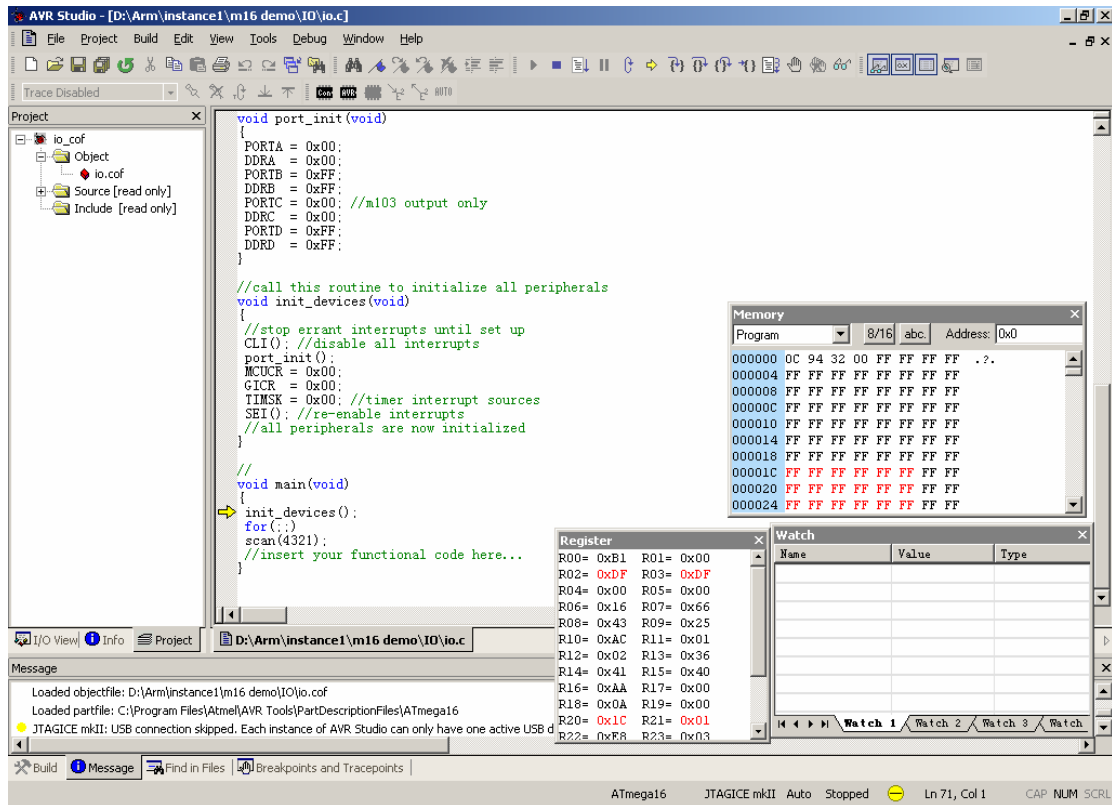 AVR Studio - [D:\Arm\instance1\m16 demo\IO\io.c]
File Project Build Edit View Tools Debug Window Help
Trace Disabled
Con AVR AUTO
Project
io_cof
Object
io.cof
Source [read only]
Include [read only]
I/O View Info Project
void port_init(void)
{
PORTA = 0x00;
DDRA = 0x00;
PORTB = 0xFF;
DDRB = 0xFF;
PORTC = 0x00; //m103 output only
DDRC = 0x00;
PORTD = 0xFF;
DDRD = 0xFF;
}
//call this routine to initialize all peripherals
void init_devices(void)
{
//stop errant interrupts until set up
CLI(); //disable all interrupts
port_init();
MCUCR = 0x00;
GICR = 0x00;
TIMSK = 0x00; //timer interrupt sources
SEI(); //re-enable interrupts
//all peripherals are now initialized
}
//
void main(void)
{
init_devices();
for(;;)
scan(4321);
//insert your functional code here...
}
D:\Arm\instance1\m16 demo\IO\io.c
Memory
Program 8/16 abc. Address: 0x0
000000 0C 94 32 00 FF FF FF FF .?.
000004 FF FF FF FF FF FF FF FF
000008 FF FF FF FF FF FF FF FF
00000C FF FF FF FF FF FF FF FF
000010 FF FF FF FF FF FF FF FF
000014 FF FF FF FF FF FF FF FF
000018 FF FF FF FF FF FF FF FF
00001C FF FF FF FF FF FF FF FF
000020 FF FF FF FF FF FF FF FF
000024 FF FF FF FF FF FF FF FF
Register
R00= 0xB1 R01= 0x00
R02= 0xDF R03= 0xDF
R04= 0x00 R05= 0x00
R06= 0x16 R07= 0x66
R08= 0x43 R09= 0x25
R10= 0xAC R11= 0x01
R12= 0x02 R13= 0x36
R14= 0x41 R15= 0x40
R16= 0xAA R17= 0x00
R18= 0x0A R19= 0x00
R20= 0x1C R21= 0x01
R22= 0xE8 R23= 0x03
Watch
Name Value Type
Watch 1 Watch 2 Watch 3 Watch
Message
Loaded objectfile: D:\Arm\instance1\m16 demo\IO\io.cof
Loaded partfile: C:\Program Files\Atmel\AVR Tools\PartDescriptionFiles\ATmega16
JTAGICE mkII: USB connection skipped. Each instance of AVR Studio can only have one active USB d
Build Message Find in Files Breakpoints and Tracepoints
ATmega16 JTAGICE mkII Auto Stopped Ln 71, Col 1 CAP NUM SCRL